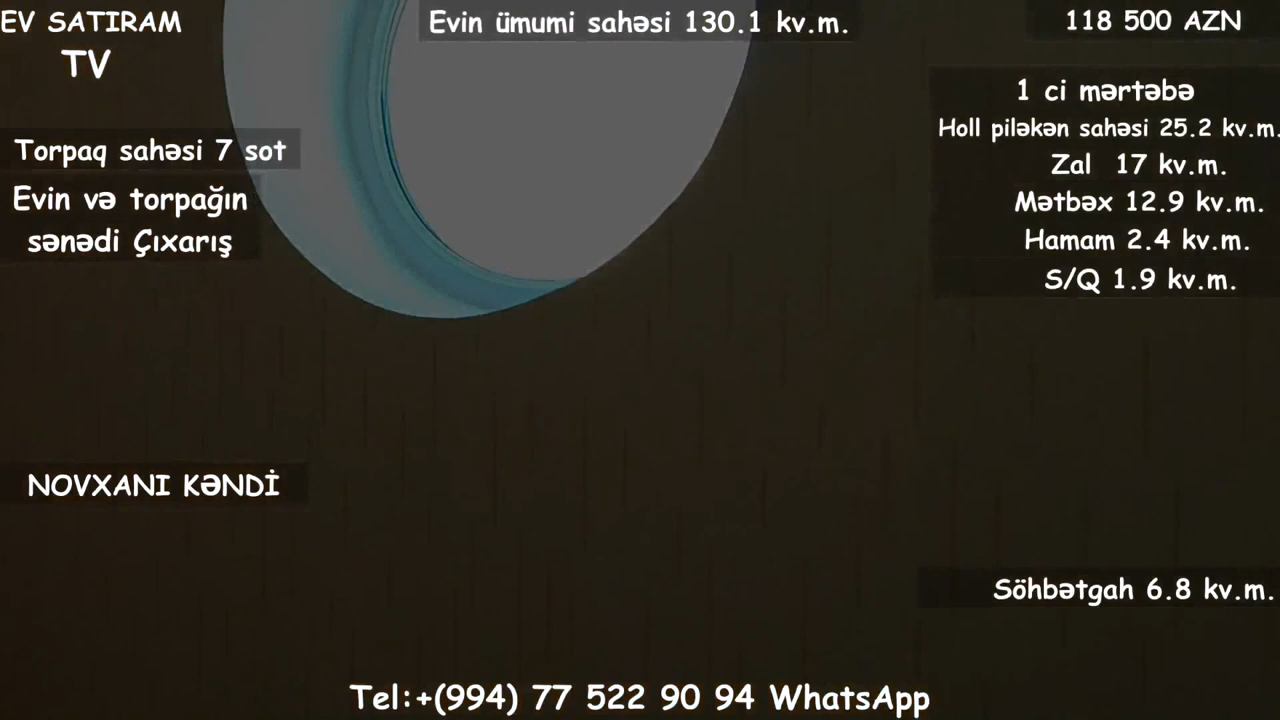 EV SATIRAM
TV
Evin ümumi sahəsi 130.1 kv.m.
118 500 AZN
Torpaq sahəsi 7 sot
Evin və torpağın
sənədi Çıxarış
1 ci mərtəbə
Holl piləkən sahəsi 25.2 kv.m.
Zal 17 kv.m.
Mətbəx 12.9 kv.m.
Hamam 2.4 kv.m.
S/Q 1.9 kv.m.
NOVXANI KƏNDİ
Söhbətgah 6.8 kv.m.
Tel:+(994) 77 522 90 94 WhatsApp